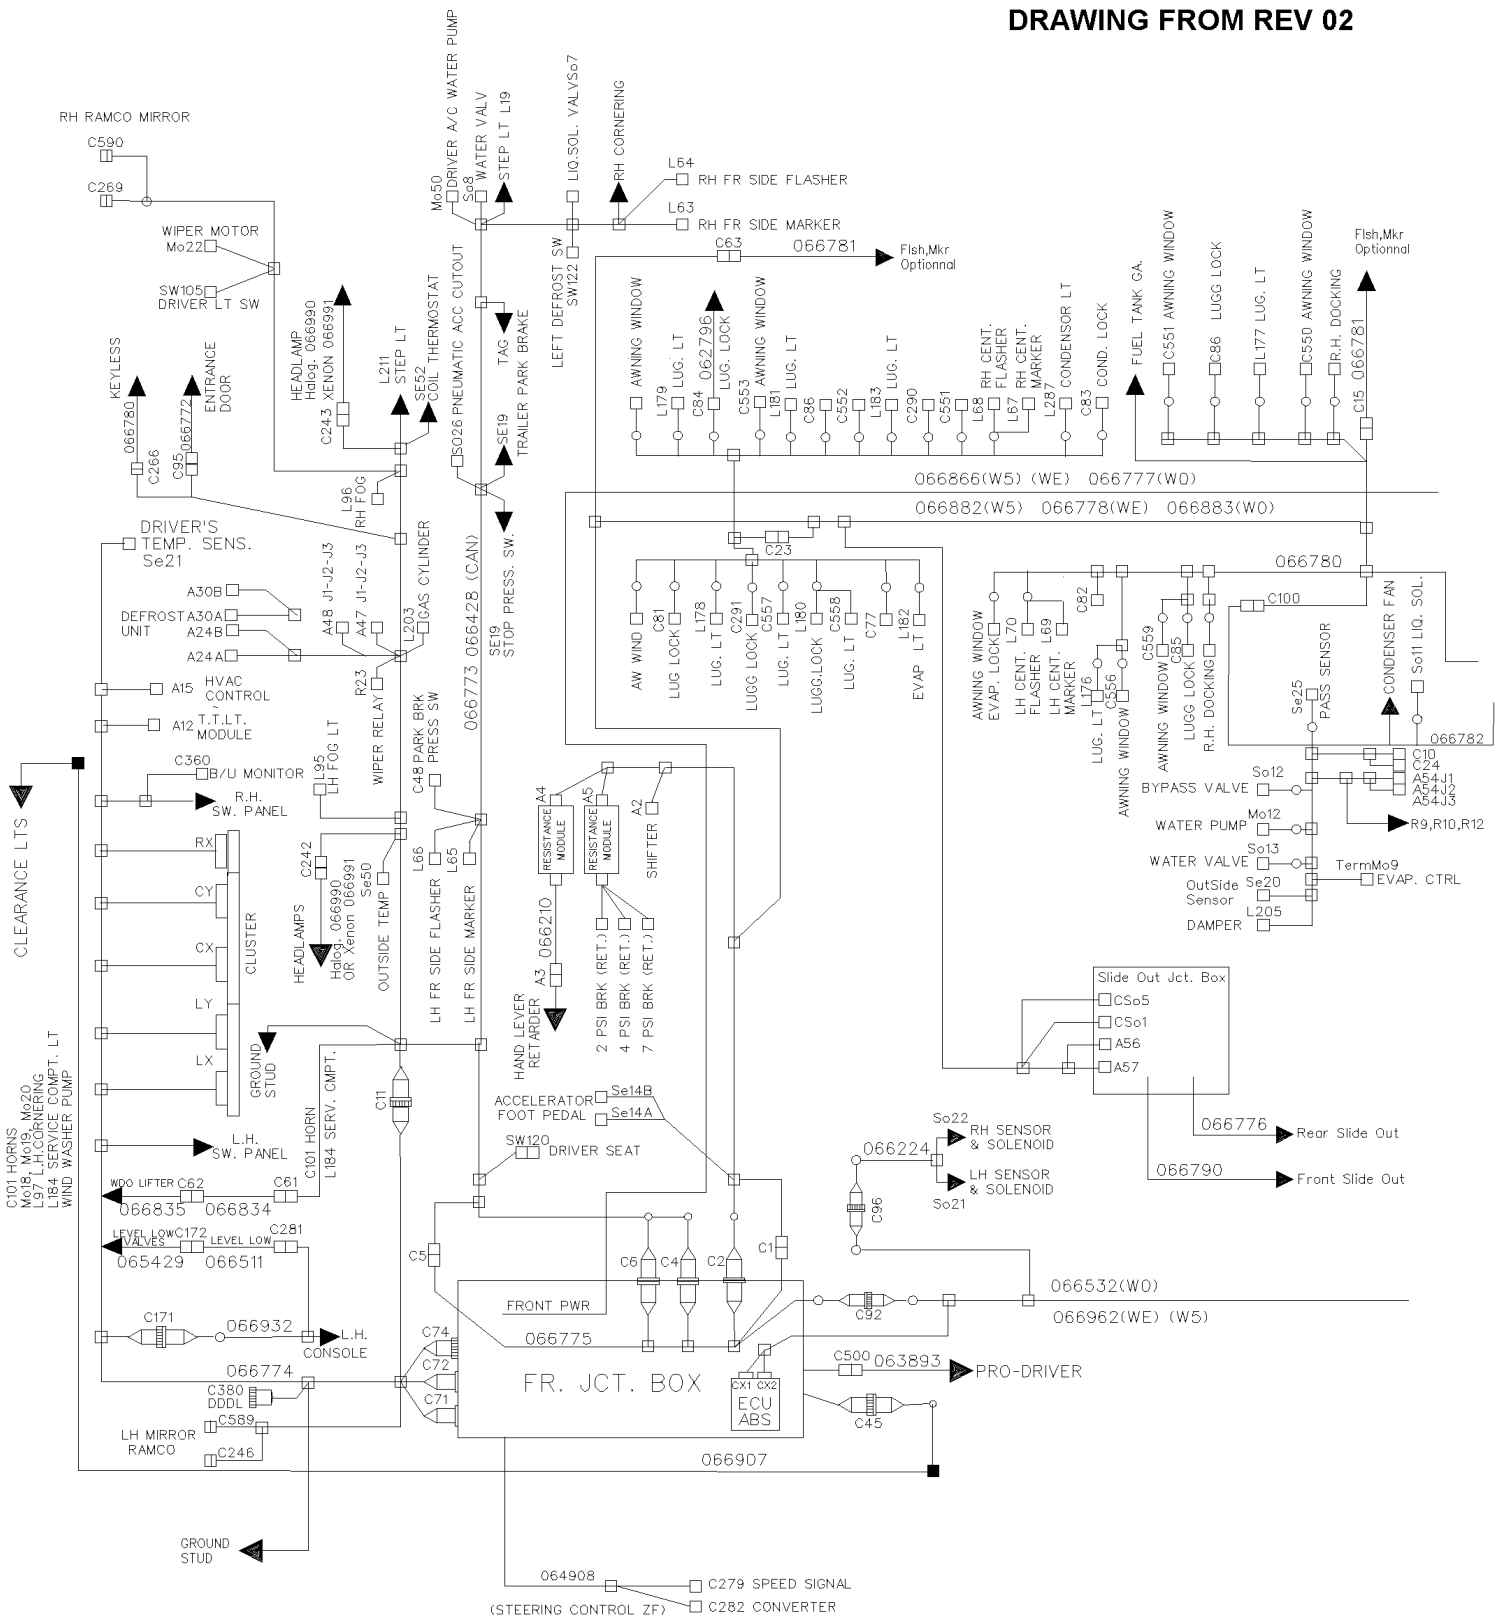 DRAWING FROM REV 02
RH RAMCO MIRROR
C590
C269
WIPER MOTOR
Mo22
SW105
DRIVER LT SW
KEYLESS
066780
C266
ENTRANCE
DOOR
066772
C95
HEADLAMP
Halog. 066990
XENON 066991
C243
L211
STEP LT
SE52
COIL THERMOSTAT
L96
RH FOG
Mo50
DRIVER A/C WATER PUMP
So8
WATER VALV
STEP LT L19
LIQ.SOL. VALVSo7
RH CORNERING
L64
RH FR SIDE FLASHER
L63
RH FR SIDE MARKER
LEFT DEFROST SW
SW122
TAG
TRAILER PARK BRAKE
SO26 PNEUMATIC ACC CUTOUT
SE19
SE19
STOP PRESS. SW.
C63
066781
Flsh,Mkr
Optionnal
AWNING WINDOW
L179
LUG. LT
C84
062796
LUG. LOCK
C553
AWNING WINDOW
L181
LUG. LT
C86
C552
L183
LUG. LT
C290
C551
L68
RH CENT.
FLASHER
L67
RH CENT.
MARKER
L287
CONDENSOR LT
C83
COND. LOCK
FUEL TANK GA.
C551 AWNING WINDOW
C86 LUGG LOCK
L177 LUG. LT
C550 AWNING WINDOW
R.H. DOCKING
Flsh,Mkr
Optionnal
C15 066781
066866(W5) (WE) 066777(WO)
066882(W5) 066778(WE) 066883(WO)
C23
AW WIND
C81
LUG LOCK
L178
LUG. LT
C291
LUGG LOCK
C557
LUG. LT
L180
LUGG.LOCK
C558
LUG. LT
C77
L182
EVAP LT
066780
C100
AWNING WINDOW
EVAP. LOCK
L70
LH CENT.
FLASHER
L69
LH CENT.
MARKER
C82
L176
LUG. LT
C556
AWNING WINDOW
C559
AWNING WINDOW
C85
LUGG LOCK
R.H. DOCKING
Se25
PASS SENSOR
CONDENSER FAN
So11 LIQ. SOL.
066782
C10
C24
A54J1
A54J2
A54J3
R9,R10,R12
So12
BYPASS VALVE
Mo12
WATER PUMP
So13
WATER VALVE
TermMo9
EVAP. CTRL
OutSide
Sensor
Se20
L205
DAMPER
DRIVER'S
TEMP. SENS.
Se21
A30B
DEFROST
UNIT
A30A
A24B
A24A
A48 J1-J2-J3
A47 J1-J2-J3
L203
GAS CYLINDER
R23
WIPER RELAY
066773 066428 (CAN)
A15
HVAC
CONTROL
~
A12
T.T.LT.
MODULE
C360
B/U MONITOR
R.H.
SW. PANEL
L95
LH FOG LT
C48 PARK BRK
PRESS SW
CLEARANCE LTS
RX
CY
CX
LY
LX
CLUSTER
C242
HEADLAMPS
Halog. 066990
OR Xenon 066991
Se50
OUTSIDE TEMP
L66
LH FR SIDE FLASHER
L65
LH FR SIDE MARKER
A4
RESISTANCE
MODULE
A5
RESISTANCE
MODULE
A2
SHIFTER
066210
A3
HAND LEVER
RETARDER
2 PSI BRK (RET.)
4 PSI BRK (RET.)
7 PSI BRK (RET.)
Slide Out Jct. Box
CSo5
CSo1
A56
A57
066776
Rear Slide Out
066790
Front Slide Out
GROUND
STUD
C11
C101 HORN
L184 SERV. CMPT.
C101 HORNS
Mo18, Mo19, Mo20
L97 L.H.CORNERING
L184 SERVICE COMPT. LT
WIND WASHER PUMP
L.H.
SW. PANEL
ACCELERATOR
FOOT PEDAL
Se14B
Se14A
SW120
DRIVER SEAT
So22
RH SENSOR
& SOLENOID
066224
LH SENSOR
& SOLENOID
So21
C96
WDO LIFTER
C62
C61
066835
066834
LEVEL LOW
VALVES
C172
LEVEL LOW
C281
065429
066511
C5
C6
C4
C2
C1
066532(WO)
066962(WE) (W5)
C92
C171
066932
L.H.
CONSOLE
FRONT PWR
066775
C74
C72
C71
FR. JCT. BOX
CX1 CX2
ECU
ABS
C500
063893
PRO-DRIVER
C45
066774
C380
DDDL
C589
LH MIRROR
RAMCO
C246
066907
GROUND
STUD
064908
C279 SPEED SIGNAL
(STEERING CONTROL ZF)
C282 CONVERTER